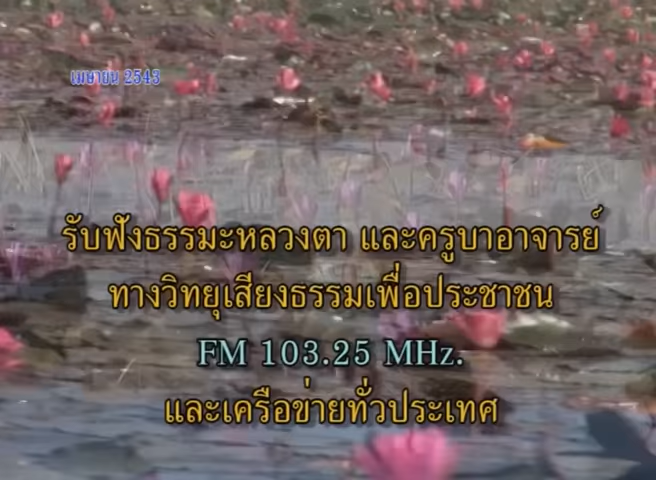 เมษายน 2543
รับฟังธรรมะหลวงตา และครูบาอาจารย์
ทางวิทยุเสียงธรรมเพื่อประชาชน
FM 103.25 MHz.
และเครือข่ายทั่วประเทศ